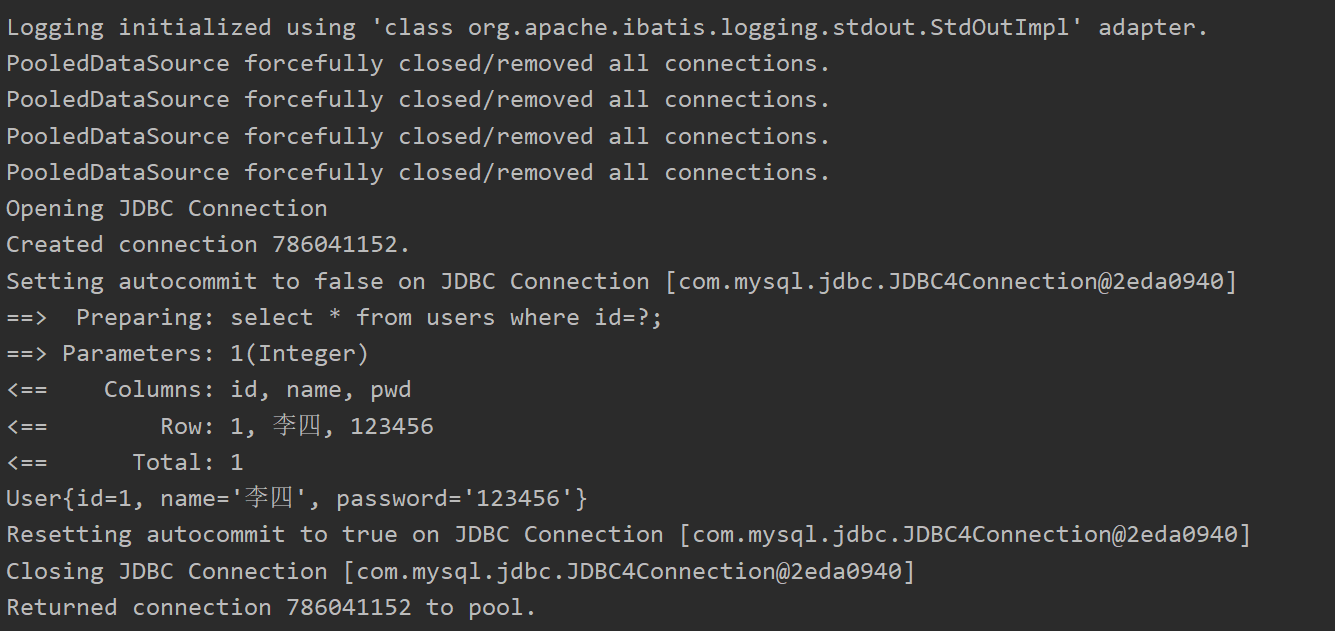 Logging initialized using 'class org.apache.ibatis.logging.stdout.StdOutImpl' adapter.
PooledDataSource forcefully closed/removed all connections.
PooledDataSource forcefully closed/removed all connections.
PooledDataSource forcefully closed/removed all connections.
PooledDataSource forcefully closed/removed all connections.
Opening JDBC Connection
Created connection 786041152.
Setting autocommit to false on JDBC Connection [com.mysql.jdbc.JDBC4Connection@2eda0940]
==>  Preparing: select * from users where id=?;
==> Parameters: 1(Integer)
<==    Columns: id, name, pwd
<==        Row: 1, 李四, 123456
<==      Total: 1
User{id=1, name='李四', password='123456'}
Resetting autocommit to true on JDBC Connection [com.mysql.jdbc.JDBC4Connection@2eda0940]
Closing JDBC Connection [com.mysql.jdbc.JDBC4Connection@2eda0940]
Returned connection 786041152 to pool.